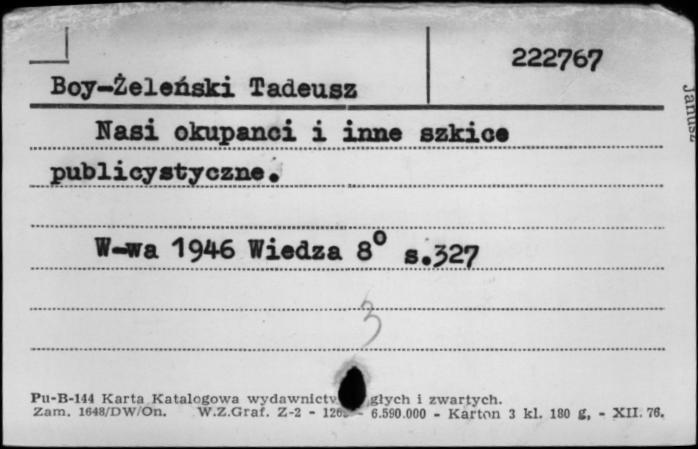 222767
Boy-Żeleński Tadeusz
Nasi okupanci i inne szkice
publicystyczne.
W-wa 1946 Wiedza 8° s.327
3
Pu-B-144 Karta Katalogowa wydawnictw głych i zwartych.
Zam. 1648/DW/On. W.Z.Graf. Z-2 - 6.590.000 - Karton 3 kl. 180 g, - XII. 76.
Janusz